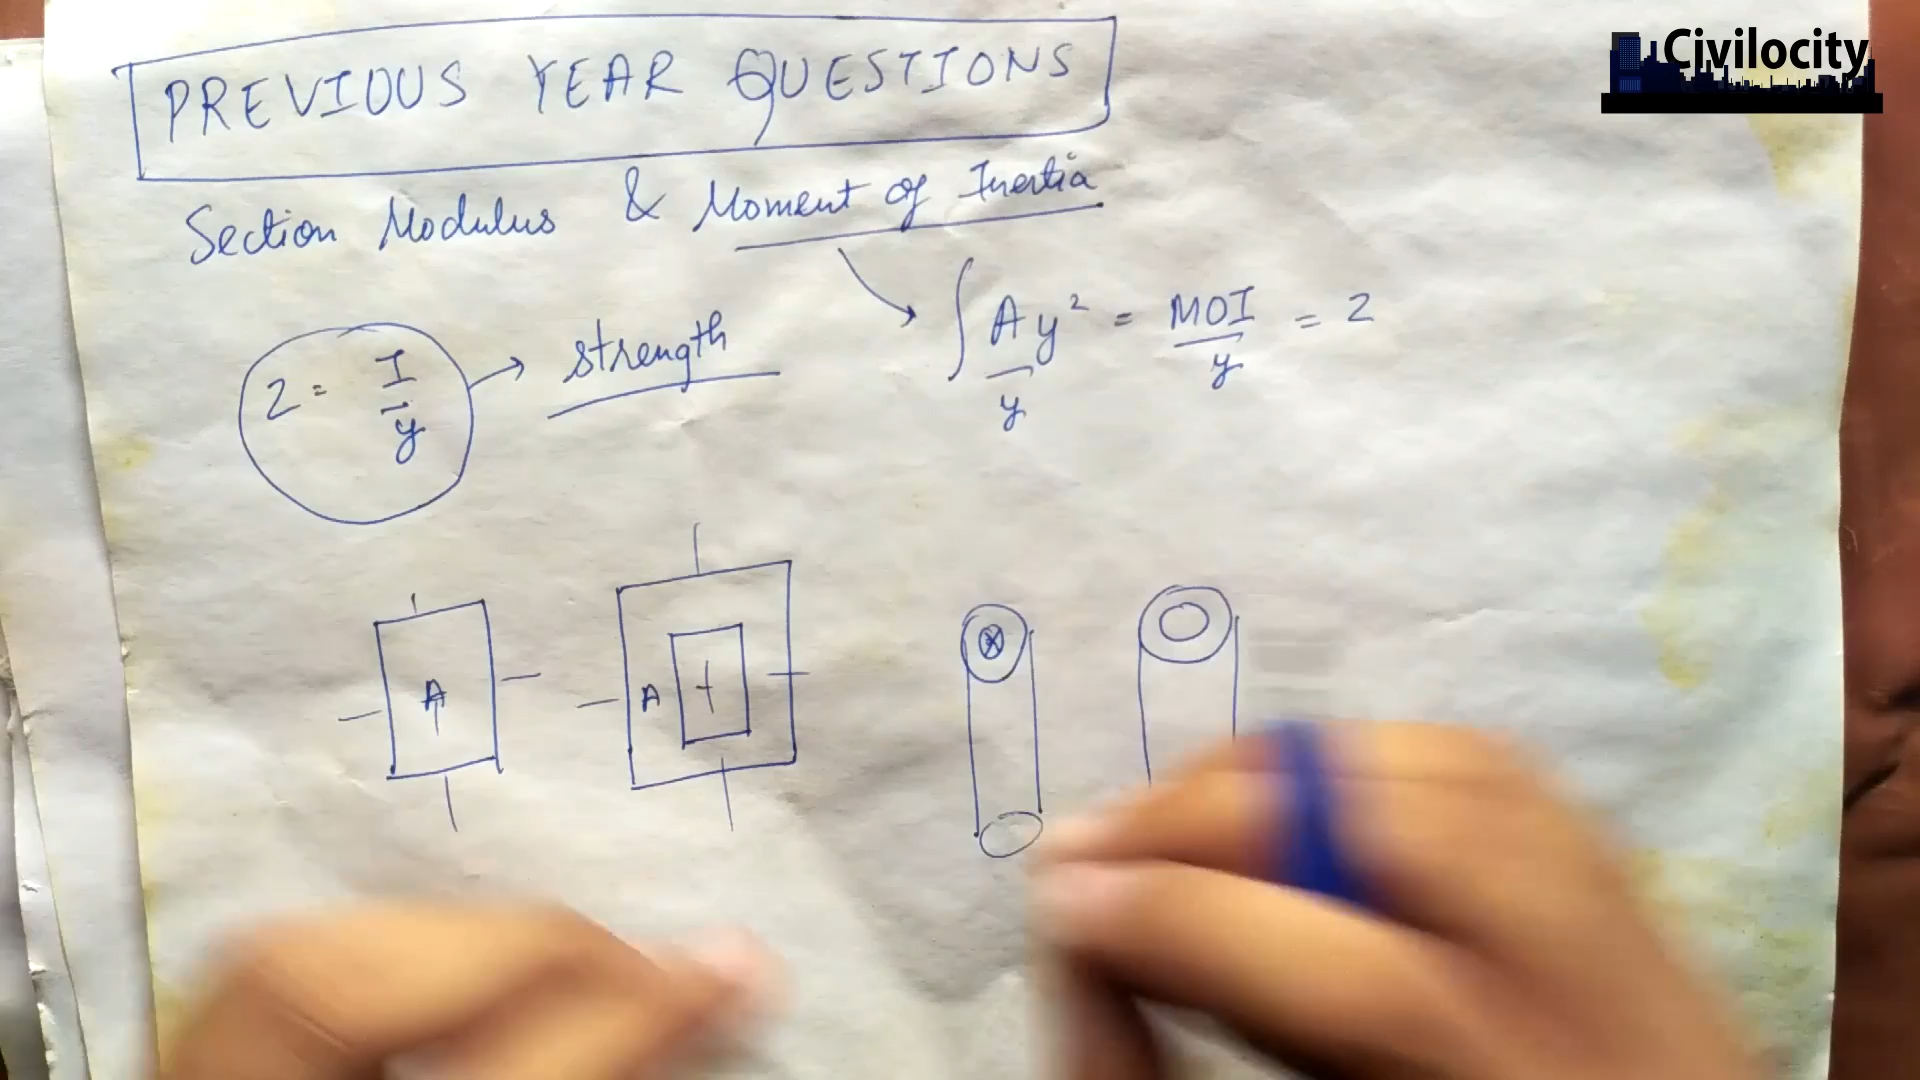 Civilocity
PREVIOUS YEAR QUESTIONS
Section Modulus & Moment of Inertia
Z = I/y → strength
∫ Ay²/y = MOI/y = Z
A
A